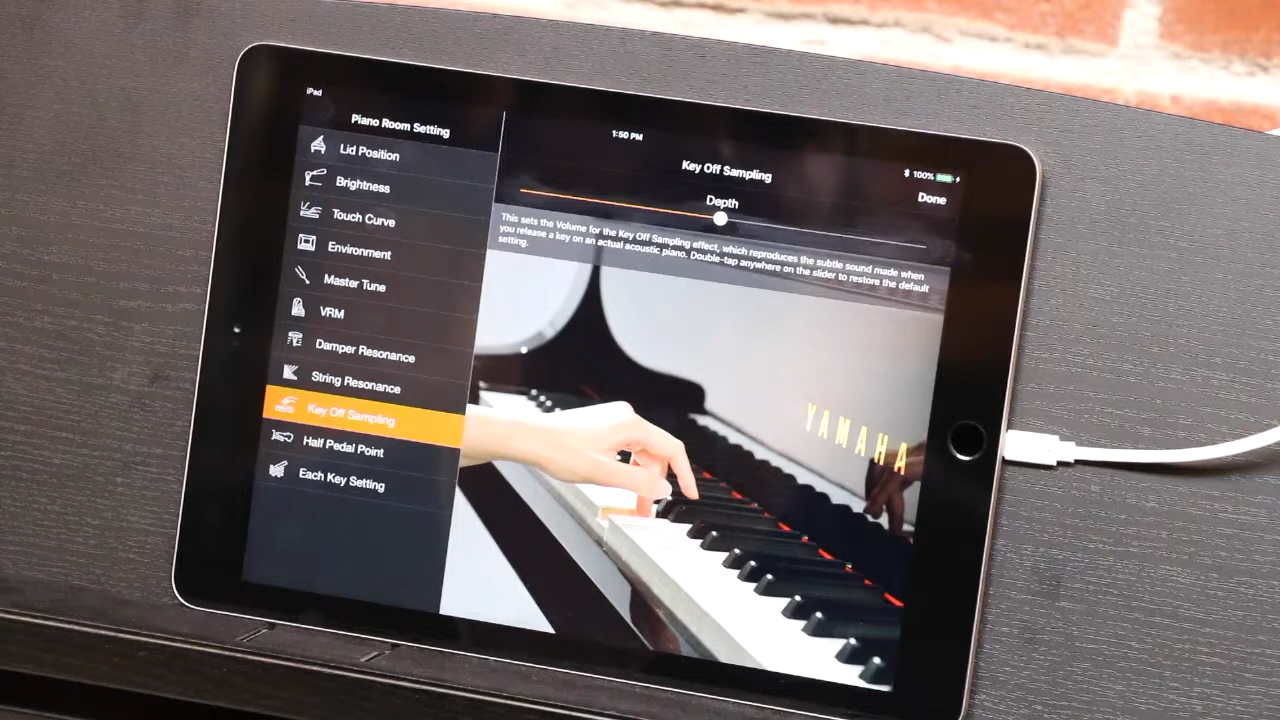 iPad
1:50 PM
100%
Piano Room Setting
Lid Position
Brightness
Touch Curve
Environment
Master Tune
VRM
Damper Resonance
String Resonance
Key Off Sampling
Half Pedal Point
Each Key Setting
Key Off Sampling
Done
Depth
This sets the Volume for the Key Off Sampling effect, which reproduces the subtle sound made when
you release a key on an actual acoustic piano. Double-tap anywhere on the slider to restore the default
setting.
YAMAHA